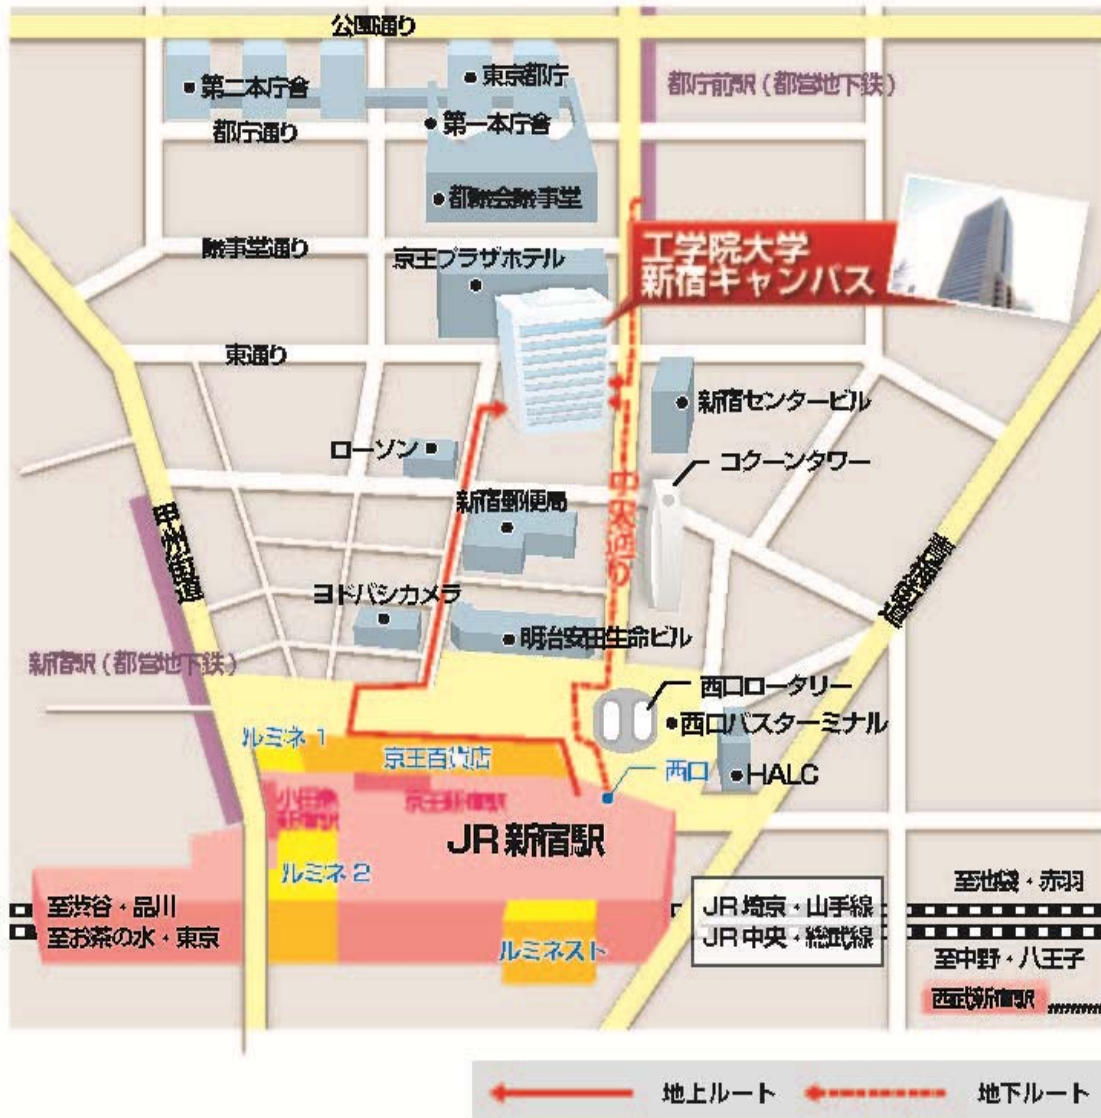 公園通り
第二本庁舎
東京都庁
都庁前駅(都営地下鉄)
第一本庁舎
都庁通り
都議会議事堂
議事堂通り
京王プラザホテル
工学院大学
新宿キャンパス
東通り
新宿センタービル
ローソン
コクーンタワー
新宿郵便局
中央通り
甲州街道
青梅街道
ヨドバシカメラ
明治安田生命ビル
新宿駅(都営地下鉄)
西口ロータリー
西口バスターミナル
ルミネ1
京王百貨店
西口
HALC
小田急
新宿駅
京王新宿駅
JR新宿駅
ルミネ2
至渋谷・品川
至お茶の水・東京
ルミネスト
JR埼京・山手線
JR中央・総武線
至池袋・赤羽
至中野・八王子
西武新宿駅
地上ルート
地下ルート